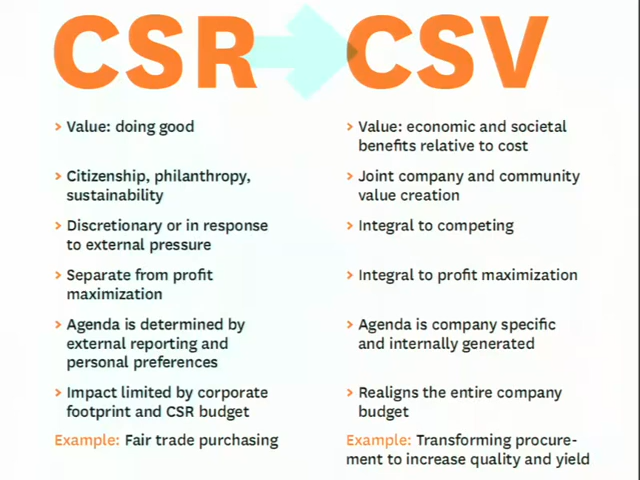 CSR CSV
> Value: doing good
> Value: economic and societal
benefits relative to cost
> Citizenship, philanthropy,
sustainability
> Joint company and community
value creation
> Discretionary or in response
to external pressure
> Integral to competing
> Separate from profit
maximization
> Integral to profit maximization
> Agenda is determined by
external reporting and
personal preferences
> Agenda is company specific
and internally generated
> Impact limited by corporate
footprint and CSR budget
> Realigns the entire company
budget
Example: Fair trade purchasing
Example: Transforming procure-
ment to increase quality and yield